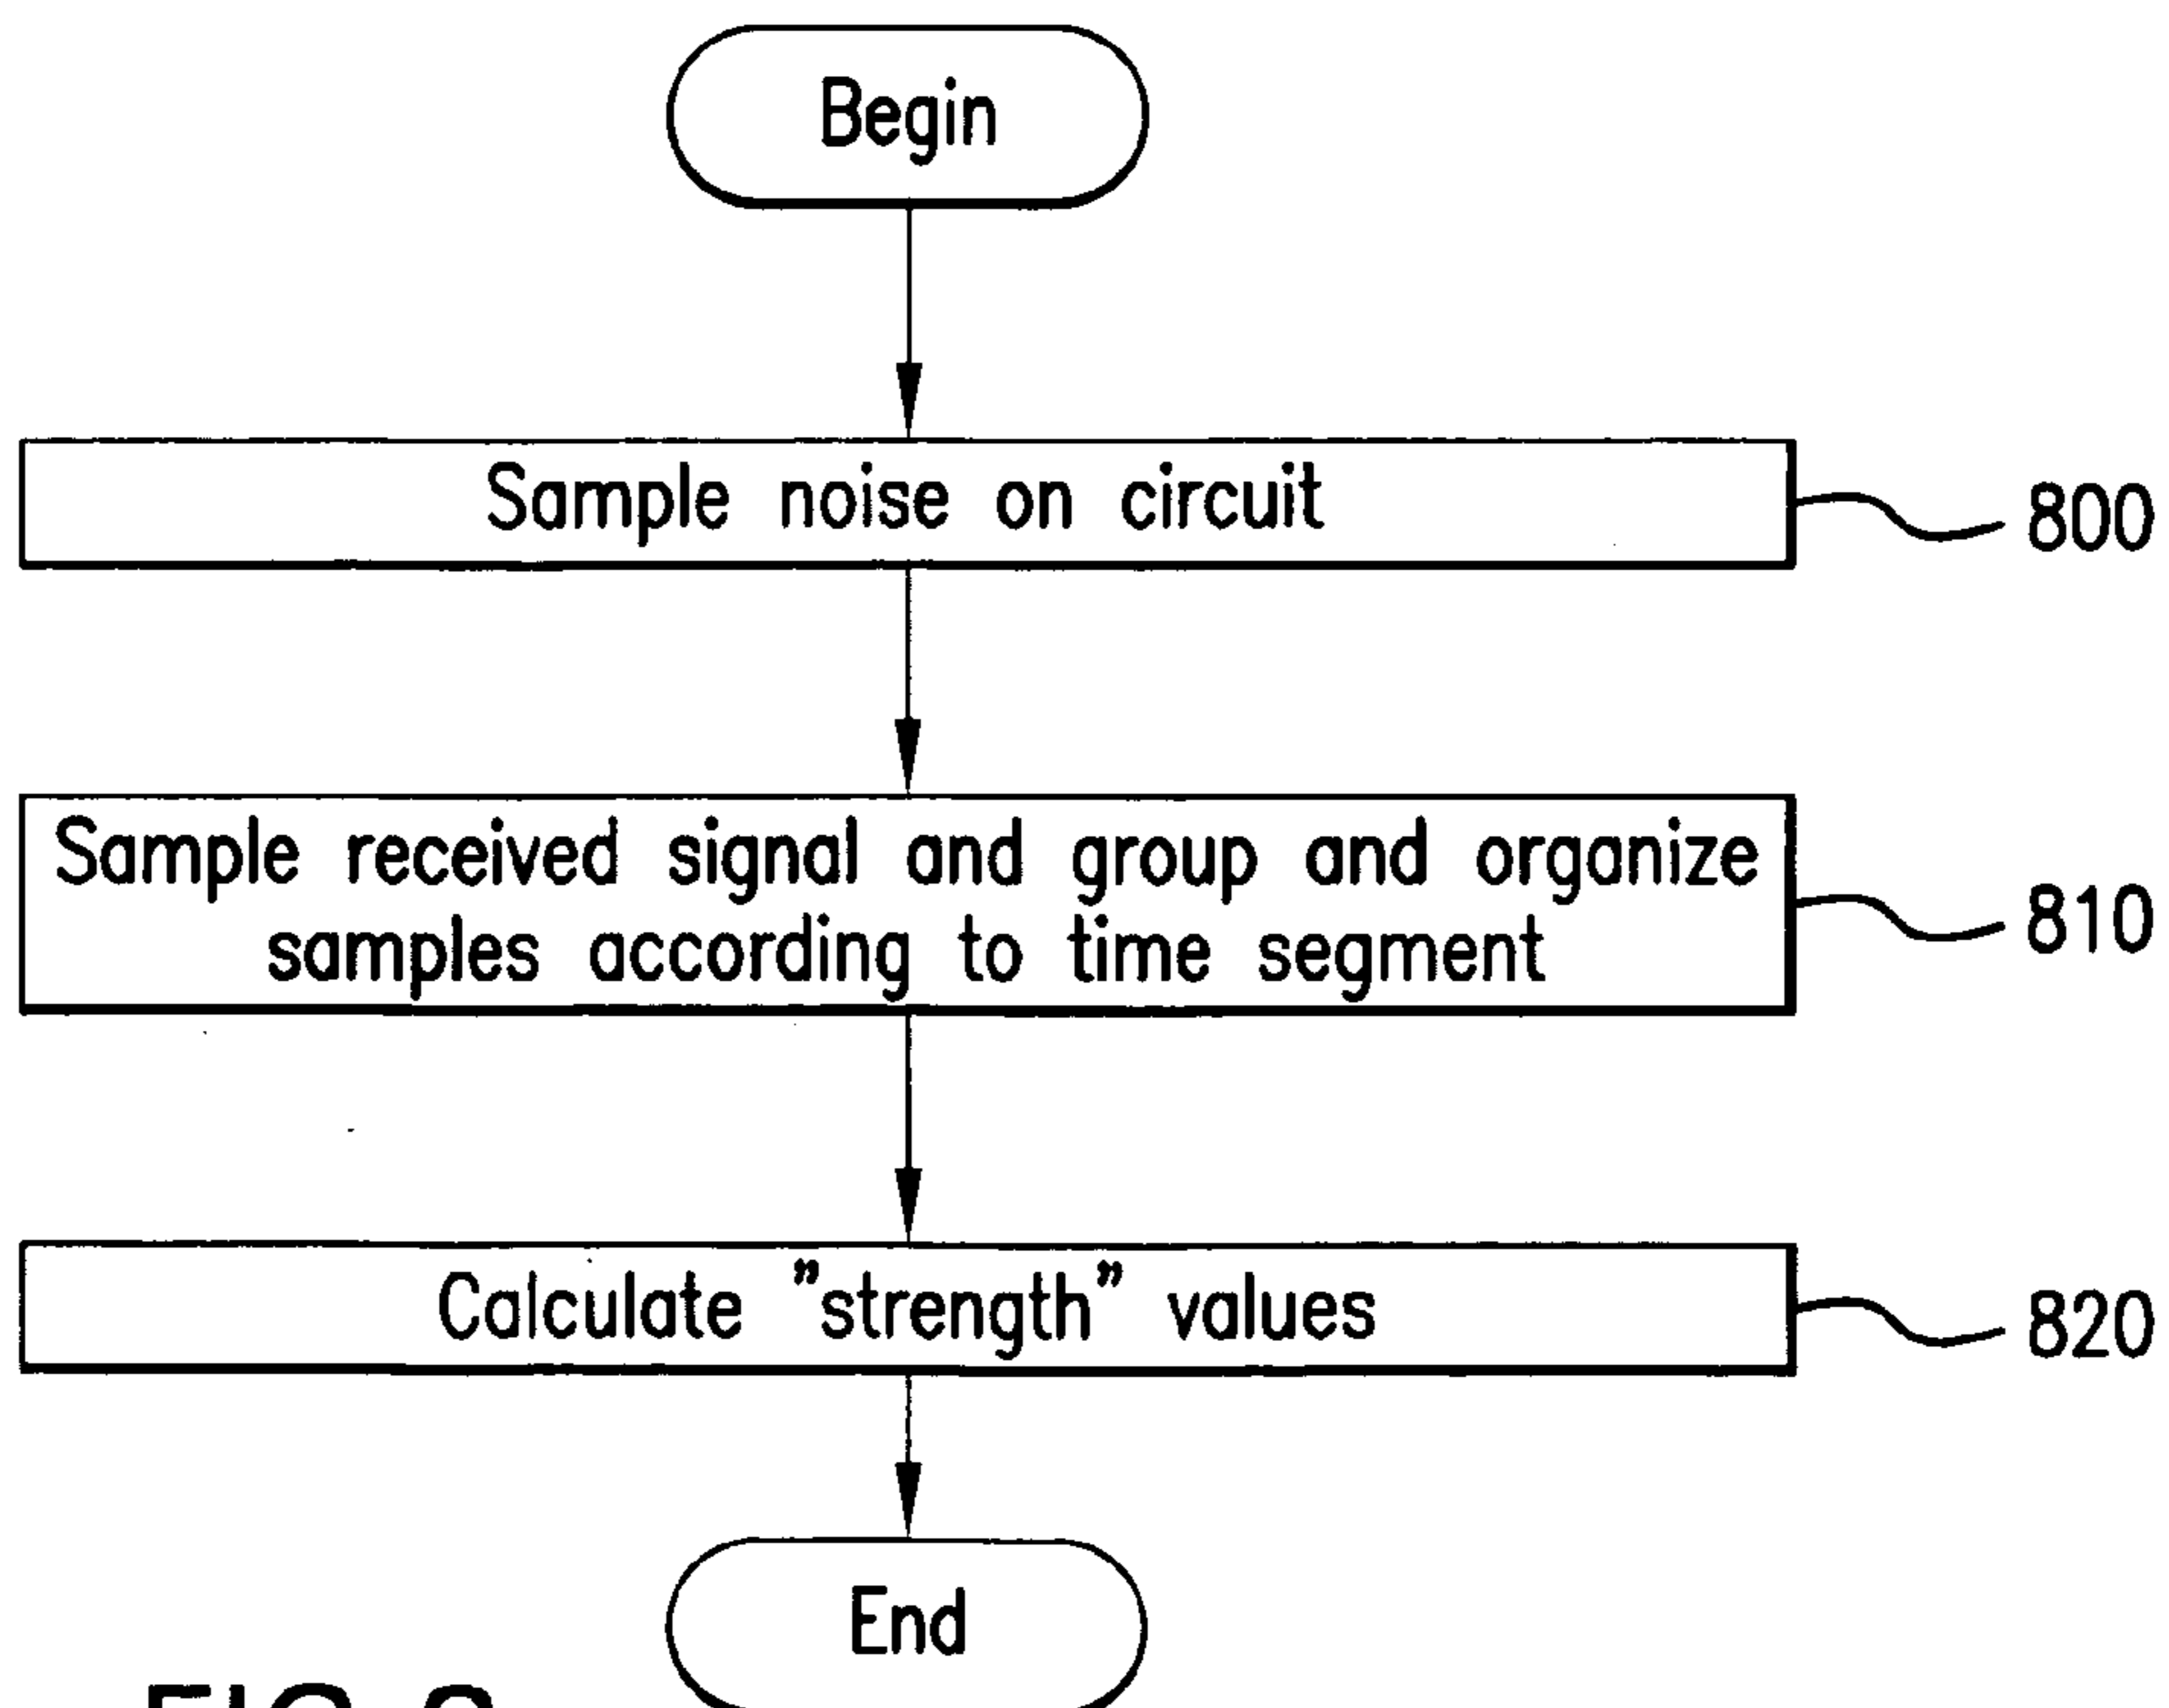 Begin
Sample noise on circuit
800
Sample received signal and group and organize
samples according to time segment
810
Calculate "strength" values
820
End